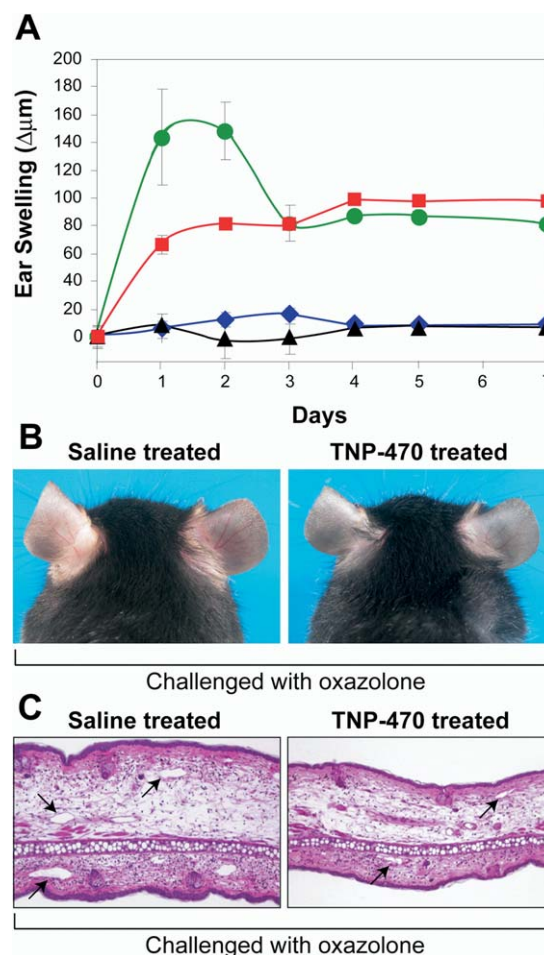 A
Ear Swelling (Δμm)
200
180
160
140
120
100
80
60
40
20
0
0 1 2 3 4 5 6 7
Days
B
Saline treated TNP-470 treated
Challenged with oxazolone
C
Saline treated TNP-470 treated
Challenged with oxazolone